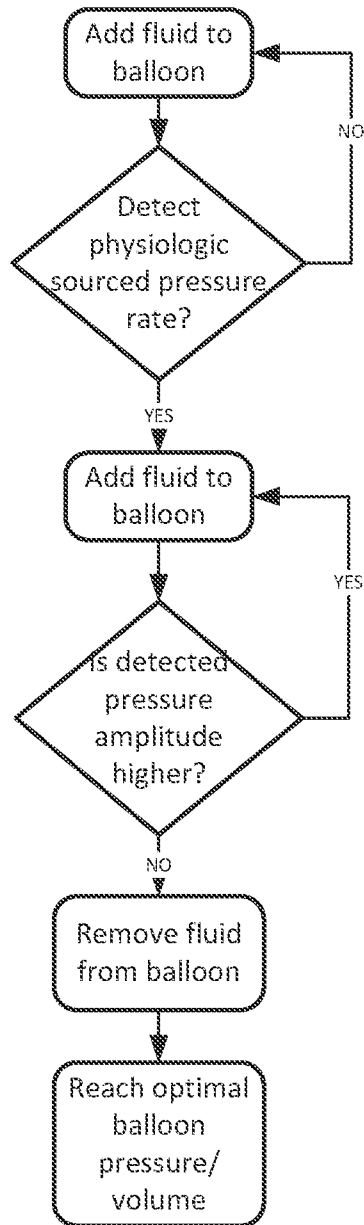 Add fluid to
balloon
NO
Detect
physiologic
sourced pressure
rate?
YES
Add fluid to
balloon
YES
Is detected
pressure
amplitude
higher?
NO
Remove fluid
from balloon
Reach optimal
balloon
pressure/
volume